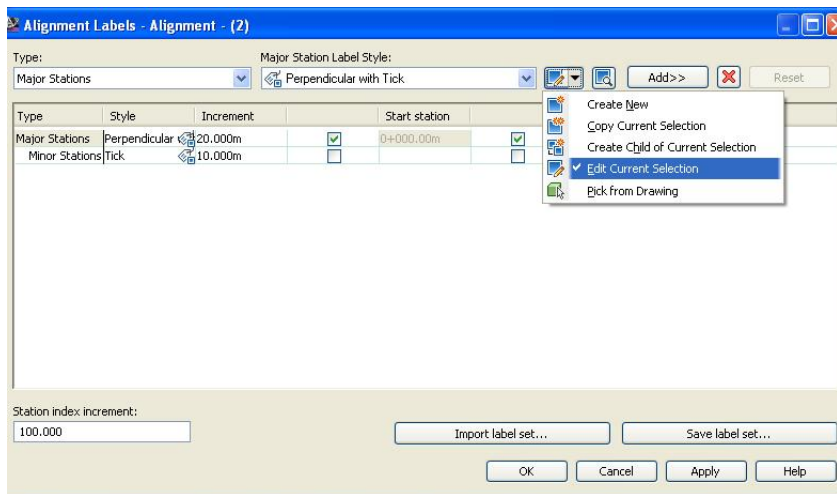 Alignment Labels - Alignment - (2)
Type:
Major Station Label Style:
Major Stations
Perpendicular with Tick
Add>>
Reset
Create New
Copy Current Selection
Create Child of Current Selection
Edit Current Selection
Pick from Drawing
Type Style Increment Start station
Major Stations Perpendicular 20.000m 0+000.00m
Minor Stations Tick 10.000m
Station index increment:
100.000
Import label set...
Save label set...
OK
Cancel
Apply
Help